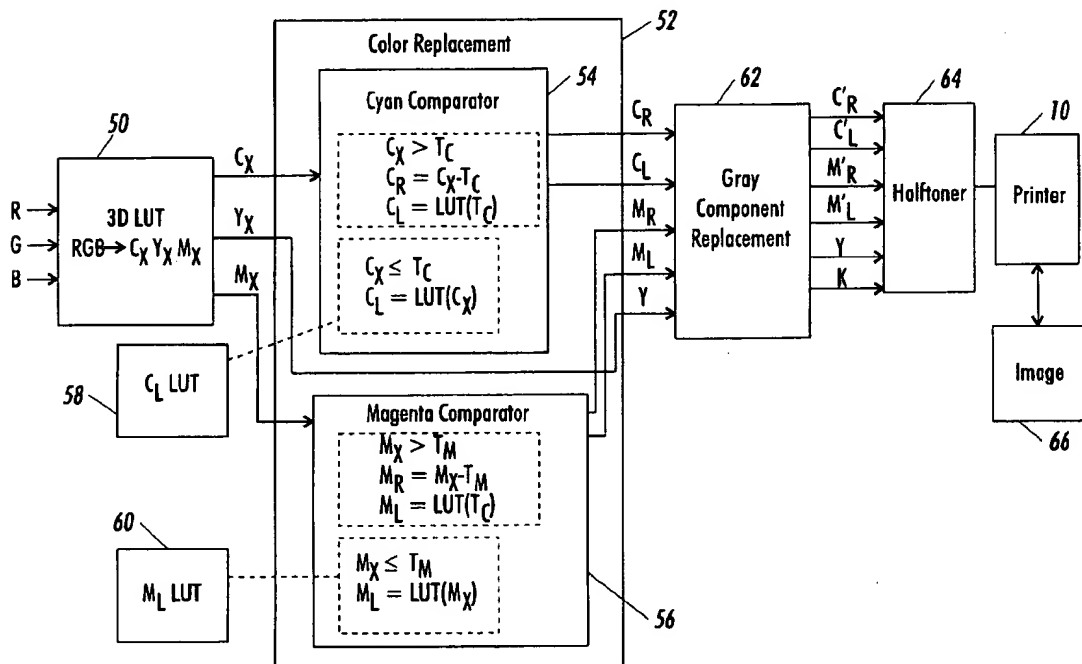 52
Color Replacement
54
Cyan Comparator
C_X > T_C
C_R = C_X-T_C
C_L = LUT(T_C)
C_X ≤ T_C
C_L = LUT(C_X)
50
R
G
B
3D LUT
RGB→C_X Y_X M_X
C_X
Y_X
M_X
58
C_L LUT
Magenta Comparator
M_X > T_M
M_R = M_X-T_M
M_L = LUT(T_C)
M_X ≤ T_M
M_L = LUT(M_X)
56
60
M_L LUT
C_R
C_L
M_R
M_L
Y
62
Gray
Component
Replacement
C'_R
C'_L
M'_R
M'_L
Y
K
64
Halftoner
10
Printer
Image
66